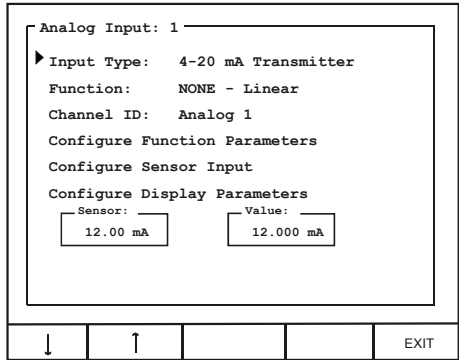 Analog Input: 1
Input Type: 4-20 mA Transmitter
Function: NONE - Linear
Channel ID: Analog 1
Configure Function Parameters
Configure Sensor Input
Configure Display Parameters
Sensor: Value:
12.00 mA 12.000 mA
EXIT